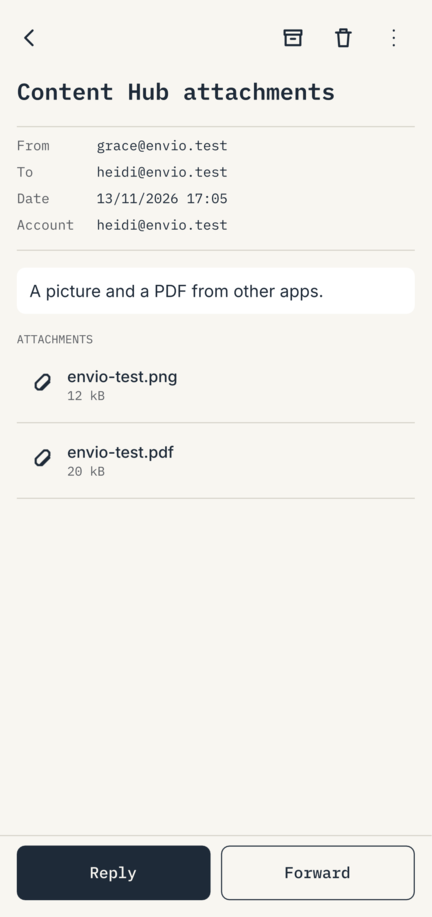 Content Hub attachments
From grace@envio.test
To heidi@envio.test
Date 13/11/2026 17:05
Account heidi@envio.test
A picture and a PDF from other apps.
ATTACHMENTS
envio-test.png
12 kB
envio-test.pdf
20 kB
Reply Forward